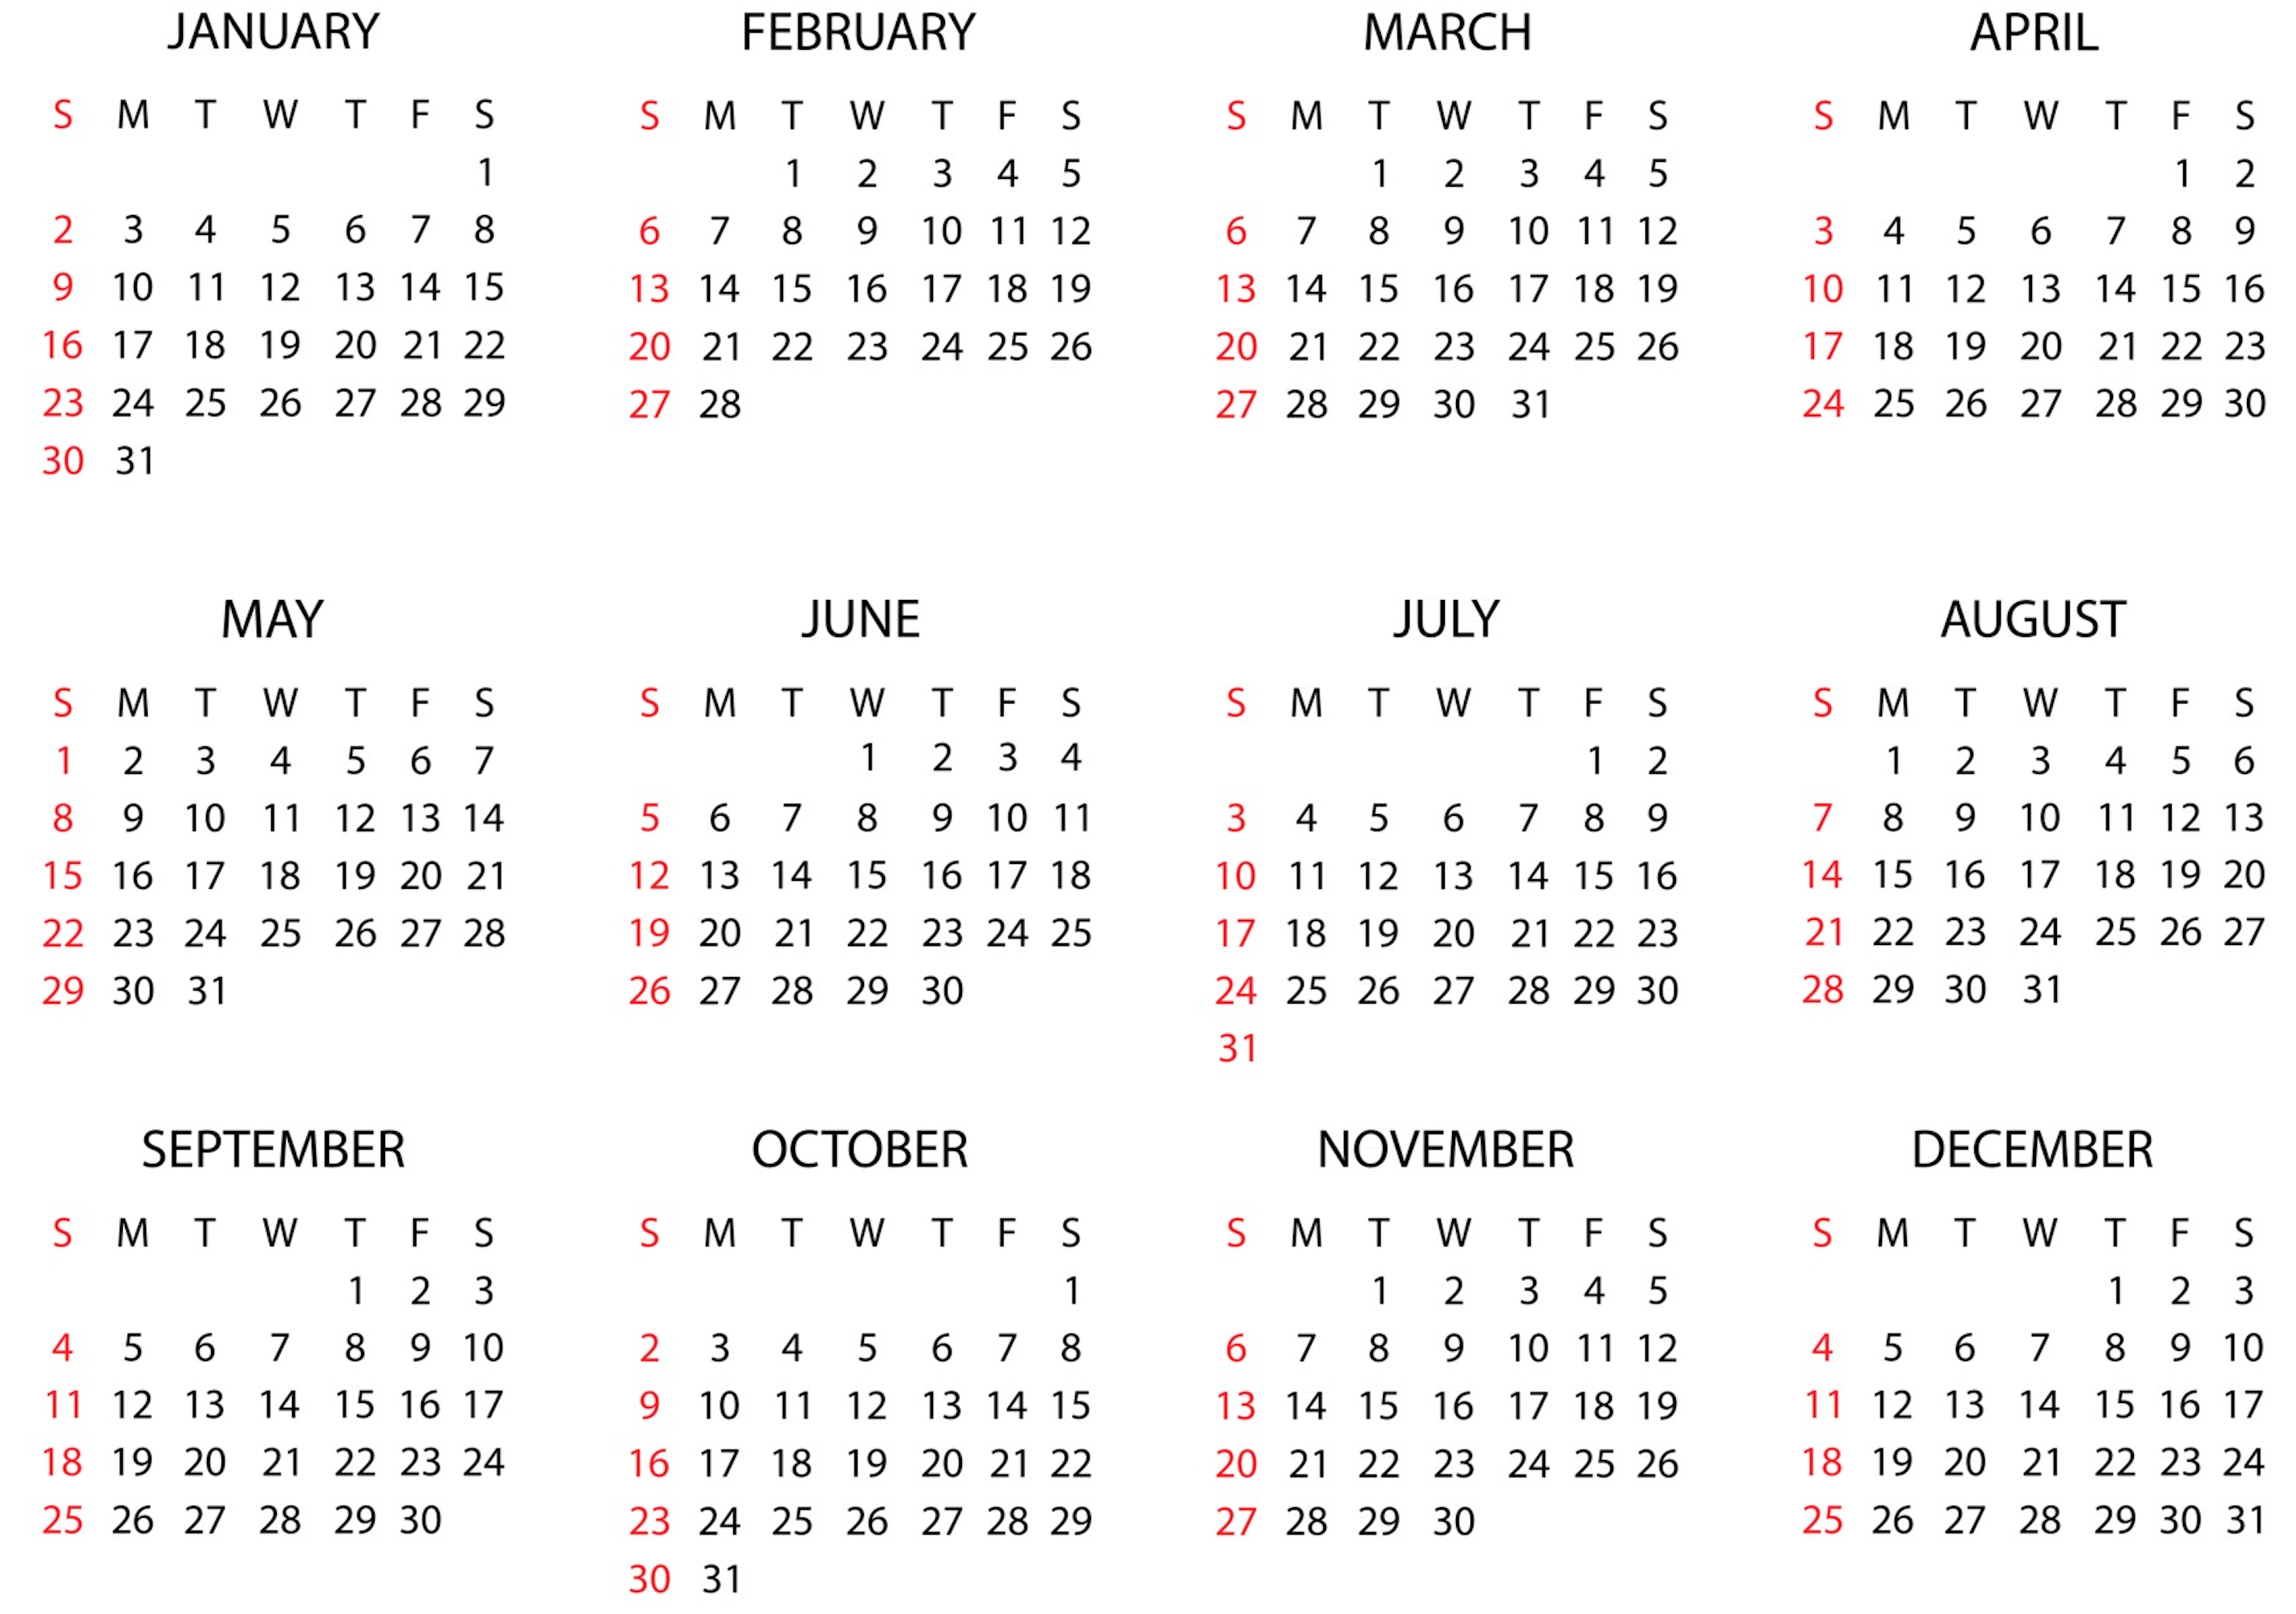 JANUARY
S M T W T F S
1
2 3 4 5 6 7 8
9 10 11 12 13 14 15
16 17 18 19 20 21 22
23 24 25 26 27 28 29
30 31
FEBRUARY
S M T W T F S
1 2 3 4 5
6 7 8 9 10 11 12
13 14 15 16 17 18 19
20 21 22 23 24 25 26
27 28
MARCH
S M T W T F S
1 2 3 4 5
6 7 8 9 10 11 12
13 14 15 16 17 18 19
20 21 22 23 24 25 26
27 28 29 30 31
APRIL
S M T W T F S
1 2
3 4 5 6 7 8 9
10 11 12 13 14 15 16
17 18 19 20 21 22 23
24 25 26 27 28 29 30
MAY
S M T W T F S
1 2 3 4 5 6 7
8 9 10 11 12 13 14
15 16 17 18 19 20 21
22 23 24 25 26 27 28
29 30 31
JUNE
S M T W T F S
1 2 3 4
5 6 7 8 9 10 11
12 13 14 15 16 17 18
19 20 21 22 23 24 25
26 27 28 29 30
JULY
S M T W T F S
1 2
3 4 5 6 7 8 9
10 11 12 13 14 15 16
17 18 19 20 21 22 23
24 25 26 27 28 29 30
31
AUGUST
S M T W T F S
1 2 3 4 5 6
7 8 9 10 11 12 13
14 15 16 17 18 19 20
21 22 23 24 25 26 27
28 29 30 31
SEPTEMBER
S M T W T F S
1 2 3
4 5 6 7 8 9 10
11 12 13 14 15 16 17
18 19 20 21 22 23 24
25 26 27 28 29 30
OCTOBER
S M T W T F S
1
2 3 4 5 6 7 8
9 10 11 12 13 14 15
16 17 18 19 20 21 22
23 24 25 26 27 28 29
30 31
NOVEMBER
S M T W T F S
1 2 3 4 5
6 7 8 9 10 11 12
13 14 15 16 17 18 19
20 21 22 23 24 25 26
27 28 29 30
DECEMBER
S M T W T F S
1 2 3
4 5 6 7 8 9 10
11 12 13 14 15 16 17
18 19 20 21 22 23 24
25 26 27 28 29 30 31